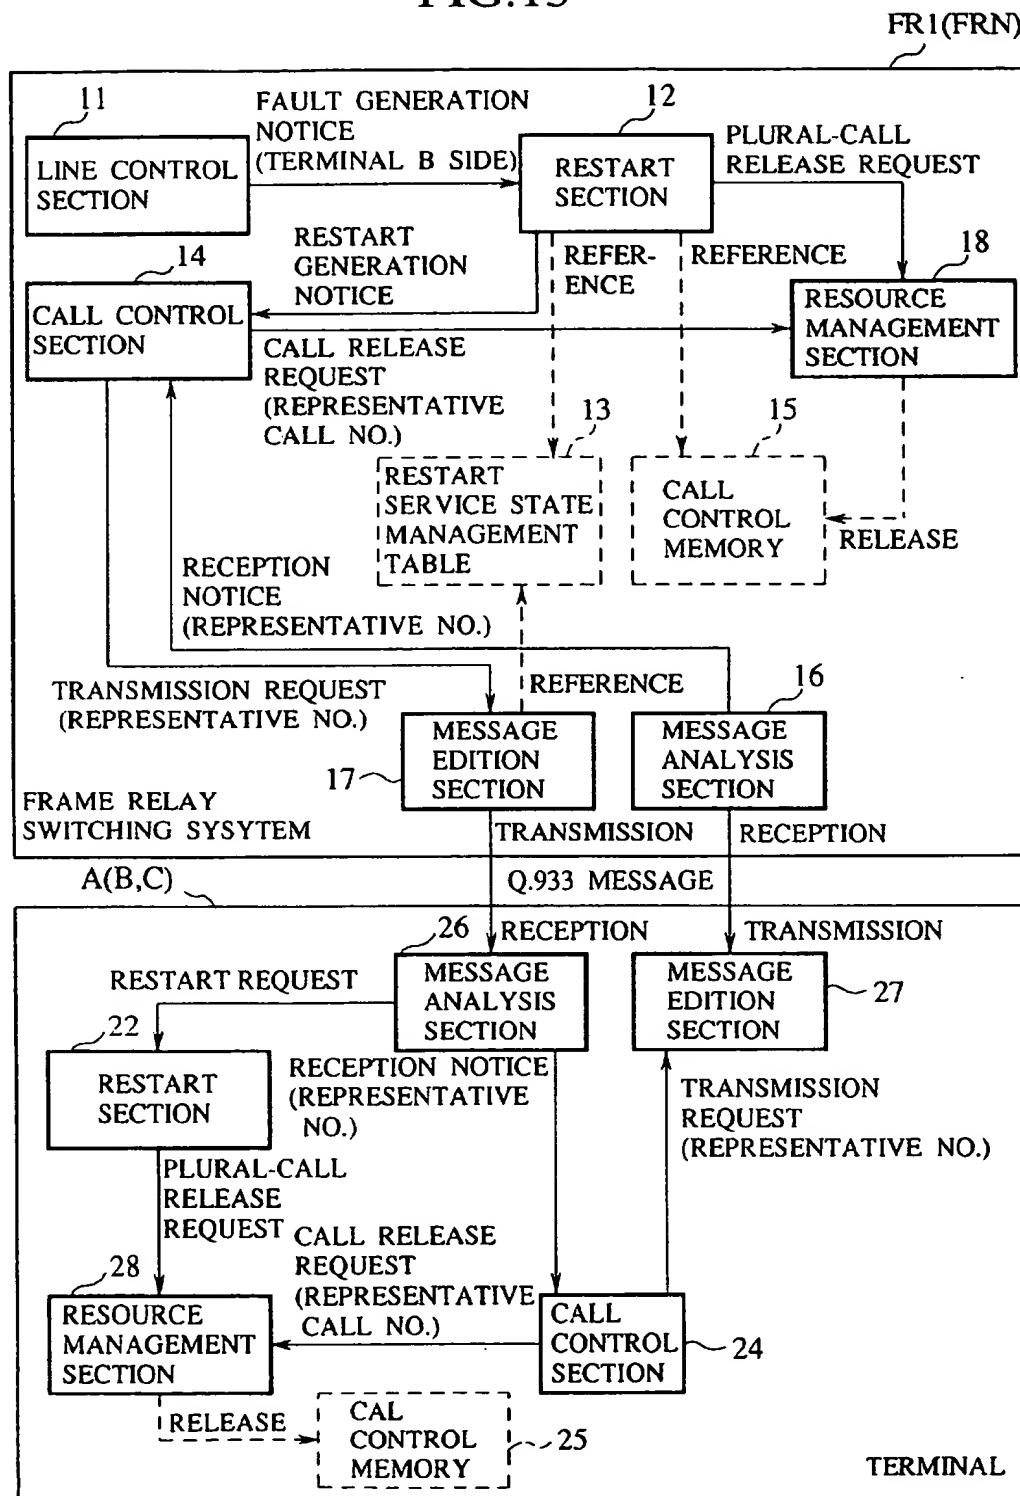 FIG.15
FR1(FRN)
11
FAULT GENERATION
NOTICE
(TERMINAL B SIDE)
12
PLURAL-CALL
RELEASE REQUEST
LINE CONTROL
SECTION
RESTART
SECTION
RESTART
GENERATION
NOTICE
REFER-
ENCE
REFERENCE
14
18
CALL CONTROL
SECTION
RESOURCE
MANAGEMENT
SECTION
CALL RELEASE
REQUEST
(REPRESENTATIVE
CALL NO.)
13
15
RESTART
SERVICE STATE
MANAGEMENT
TABLE
CALL
CONTROL
MEMORY
RELEASE
RECEPTION
NOTICE
(REPRESENTATIVE NO.)
TRANSMISSION REQUEST
(REPRESENTATIVE NO.)
REFERENCE
16
MESSAGE
EDITION
SECTION
17
MESSAGE
ANALYSIS
SECTION
FRAME RELAY
SWITCHING SYSYTEM
TRANSMISSION
RECEPTION
A(B,C)
Q.933 MESSAGE
26
RECEPTION
TRANSMISSION
RESTART REQUEST
MESSAGE
ANALYSIS
SECTION
MESSAGE
EDITION
SECTION
27
22
RESTART
SECTION
RECEPTION NOTICE
(REPRESENTATIVE
NO.)
TRANSMISSION
REQUEST
(REPRESENTATIVE NO.)
PLURAL-CALL
RELEASE
REQUEST
CALL RELEASE
REQUEST
(REPRESENTATIVE
CALL NO.)
28
RESOURCE
MANAGEMENT
SECTION
CALL
CONTROL
SECTION
24
RELEASE
CAL
CONTROL
MEMORY
25
TERMINAL